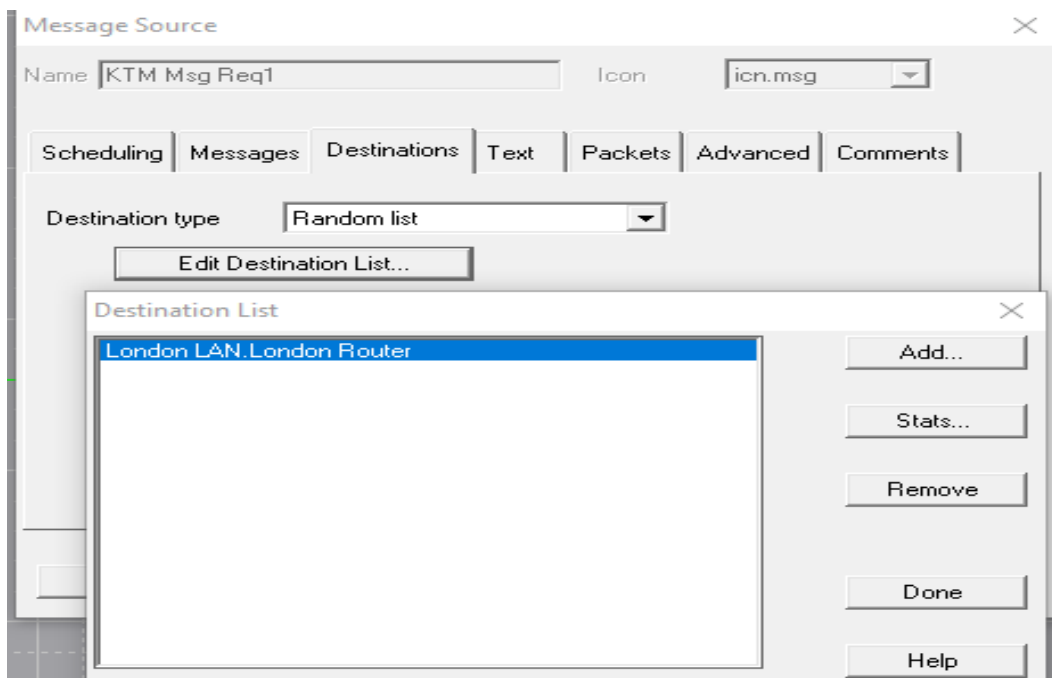 Message Source
Name KTM Msg Req1 Icon icn.msg
Scheduling Messages Destinations Text Packets Advanced Comments
Destination type Random list
Edit Destination List...
Destination List
London LAN.London Router
Add...
Stats...
Remove
Done
Help